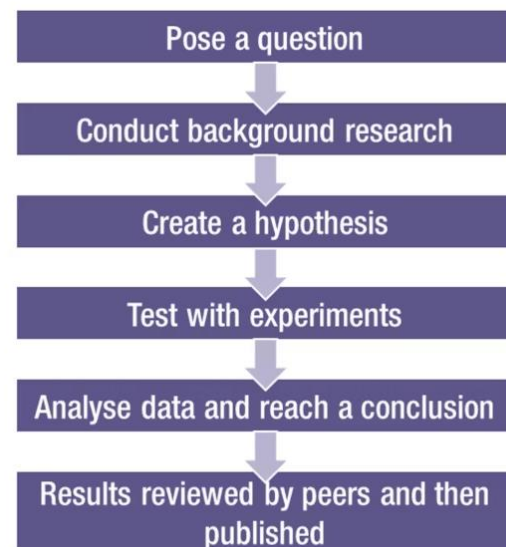 Pose a question
Conduct background research
Create a hypothesis
Test with experiments
Analyse data and reach a conclusion
Results reviewed by peers and then
published